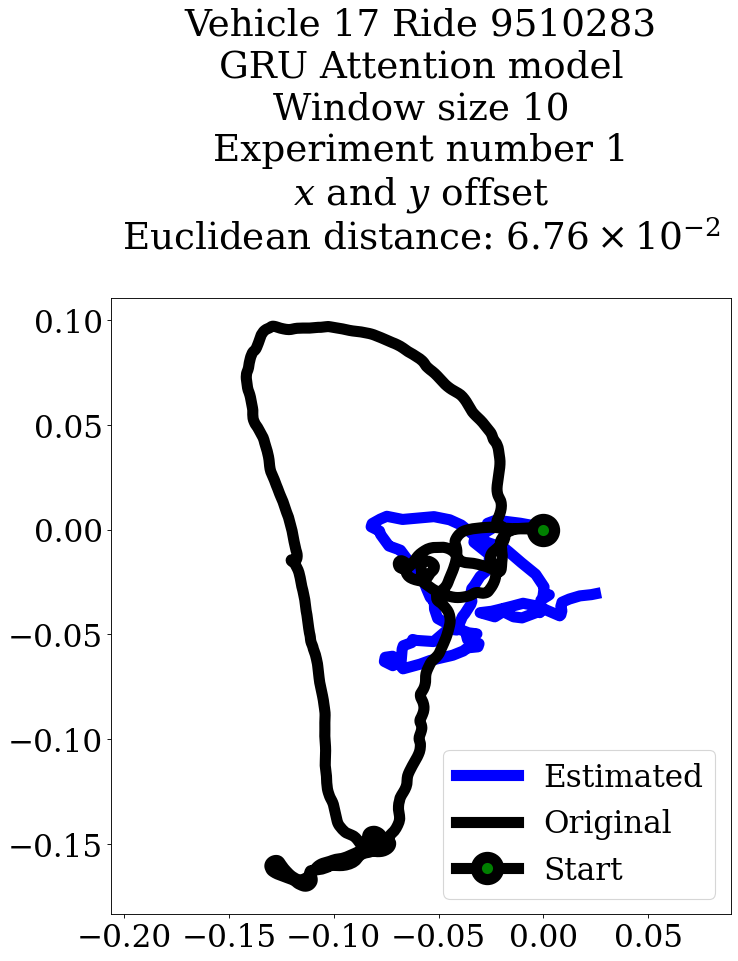 Vehicle 17 Ride 9510283
GRU Attention model
Window size 10
Experiment number 1
x and y offset
Euclidean distance: 6.76 × 10⁻²
0.10
0.05
0.00
−0.05
−0.10
−0.15
Estimated
Original
Start
−0.20 −0.15 −0.10 −0.05 0.00 0.05